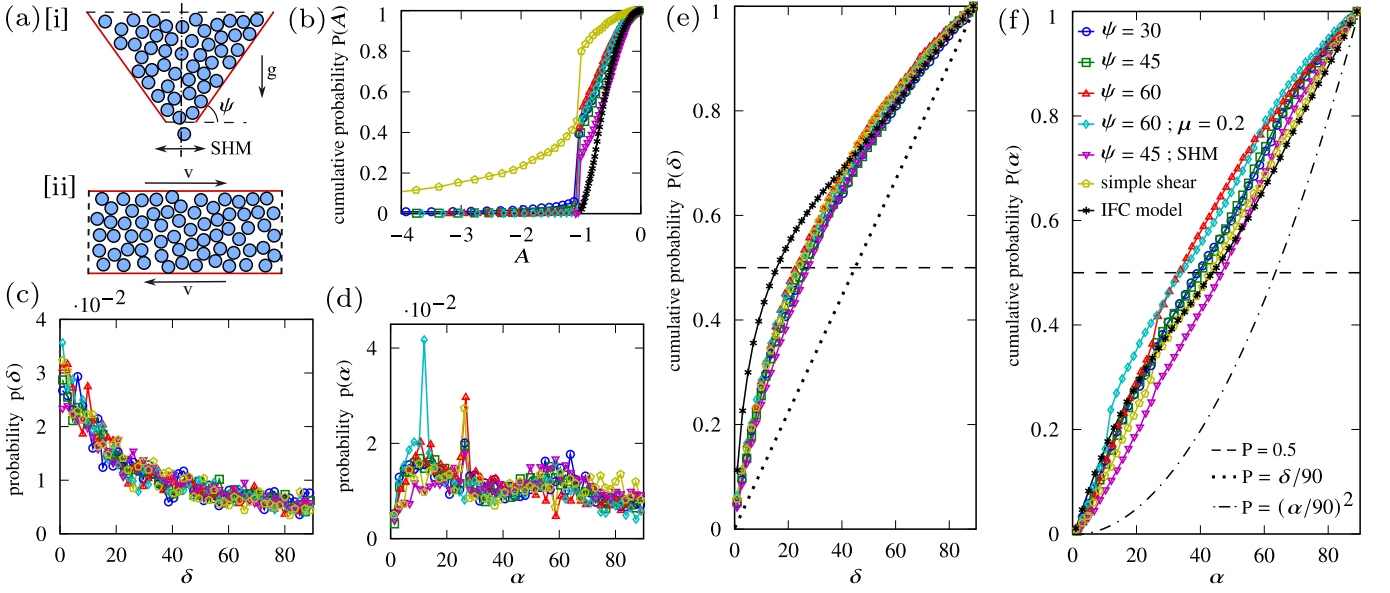 (a)
[i]
g
ψ
SHM
[ii]
v
v
(b)
cumulative probability P(A)
1
0.8
0.6
0.4
0.2
0
−4
−3
−2
−1
0
A
(c)
·10⁻²
probability p(δ)
4
3
2
1
0
0
20
40
60
80
δ
(d)
·10⁻²
probability p(α)
4
2
0
0
20
40
60
80
α
(e)
cumulative probability P(δ)
1
0.8
0.6
0.4
0.2
0
0
20
40
60
80
δ
(f)
cumulative probability P(α)
1
0.8
0.6
0.4
0.2
0
0
20
40
60
80
α
ψ = 30
ψ = 45
ψ = 60
ψ = 60 ; μ = 0.2
ψ = 45 ; SHM
simple shear
IFC model
P = 0.5
P = δ/90
P = (α/90)²